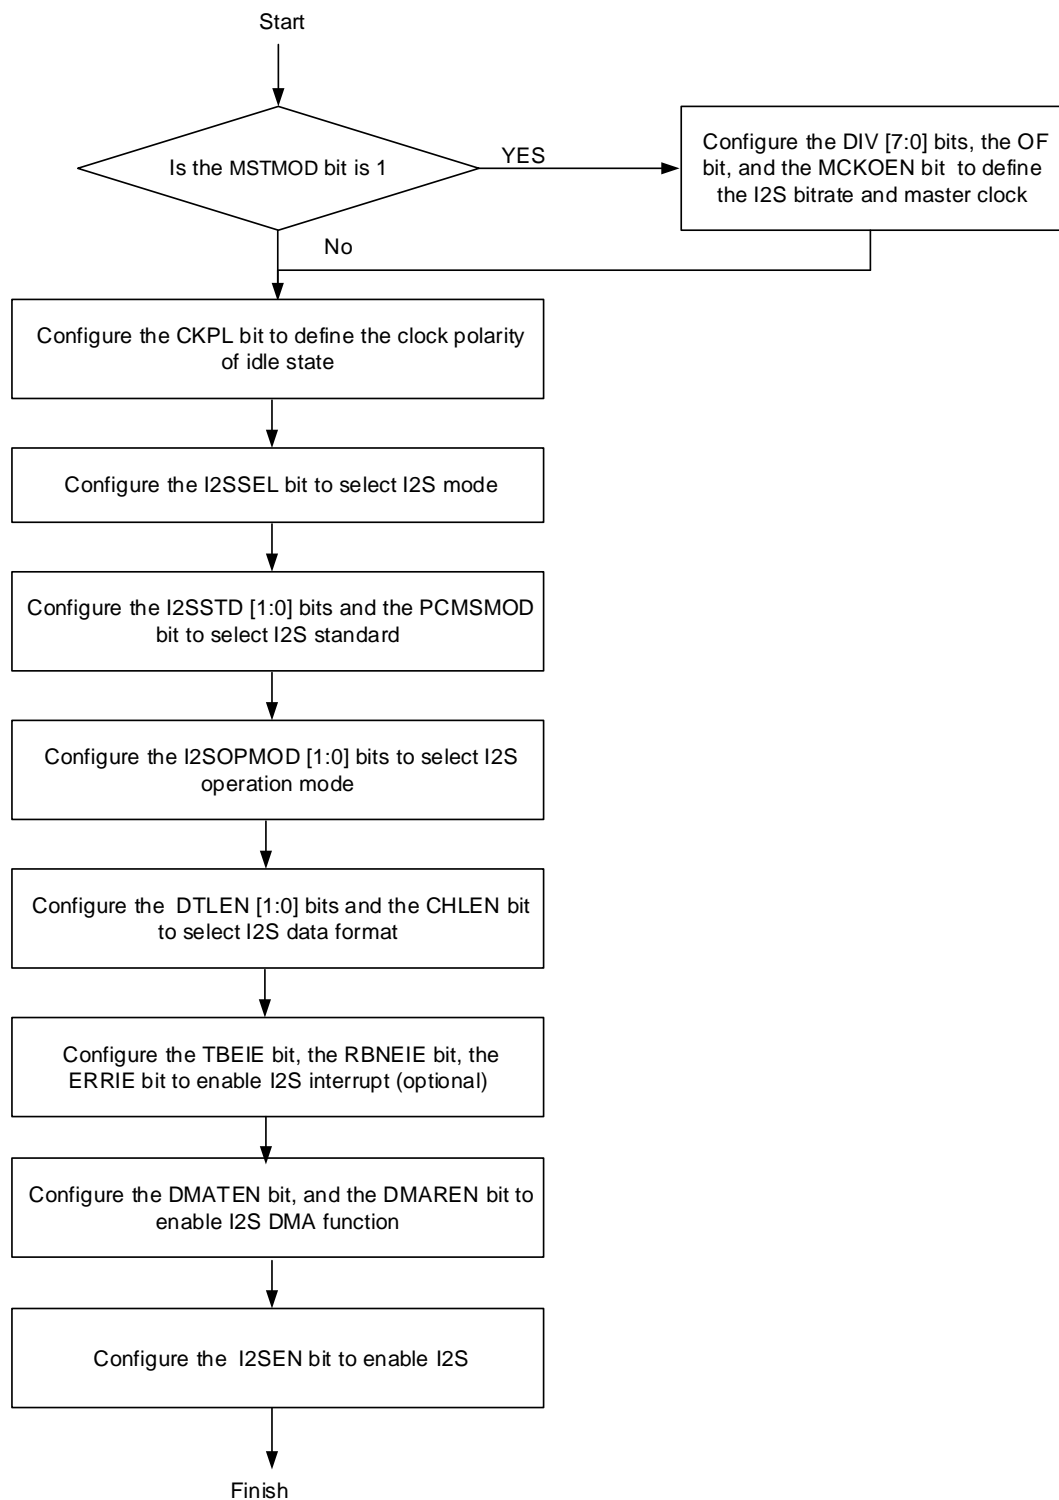 Start
Is the MSTMOD bit is 1
YES
Configure the DIV [7:0] bits, the OF
bit, and the MCKOEN bit to define
the I2S bitrate and master clock
No
Configure the CKPL bit to define the clock polarity
of idle state
Configure the I2SSEL bit to select I2S mode
Configure the I2SSTD [1:0] bits and the PCMSMOD
bit to select I2S standard
Configure the I2SOPMOD [1:0] bits to select I2S
operation mode
Configure the DTLEN [1:0] bits and the CHLEN bit
to select I2S data format
Configure the TBEIE bit, the RBNEIE bit, the
ERRIE bit to enable I2S interrupt (optional)
Configure the DMATEN bit, and the DMAREN bit to
enable I2S DMA function
Configure the I2SEN bit to enable I2S
Finish